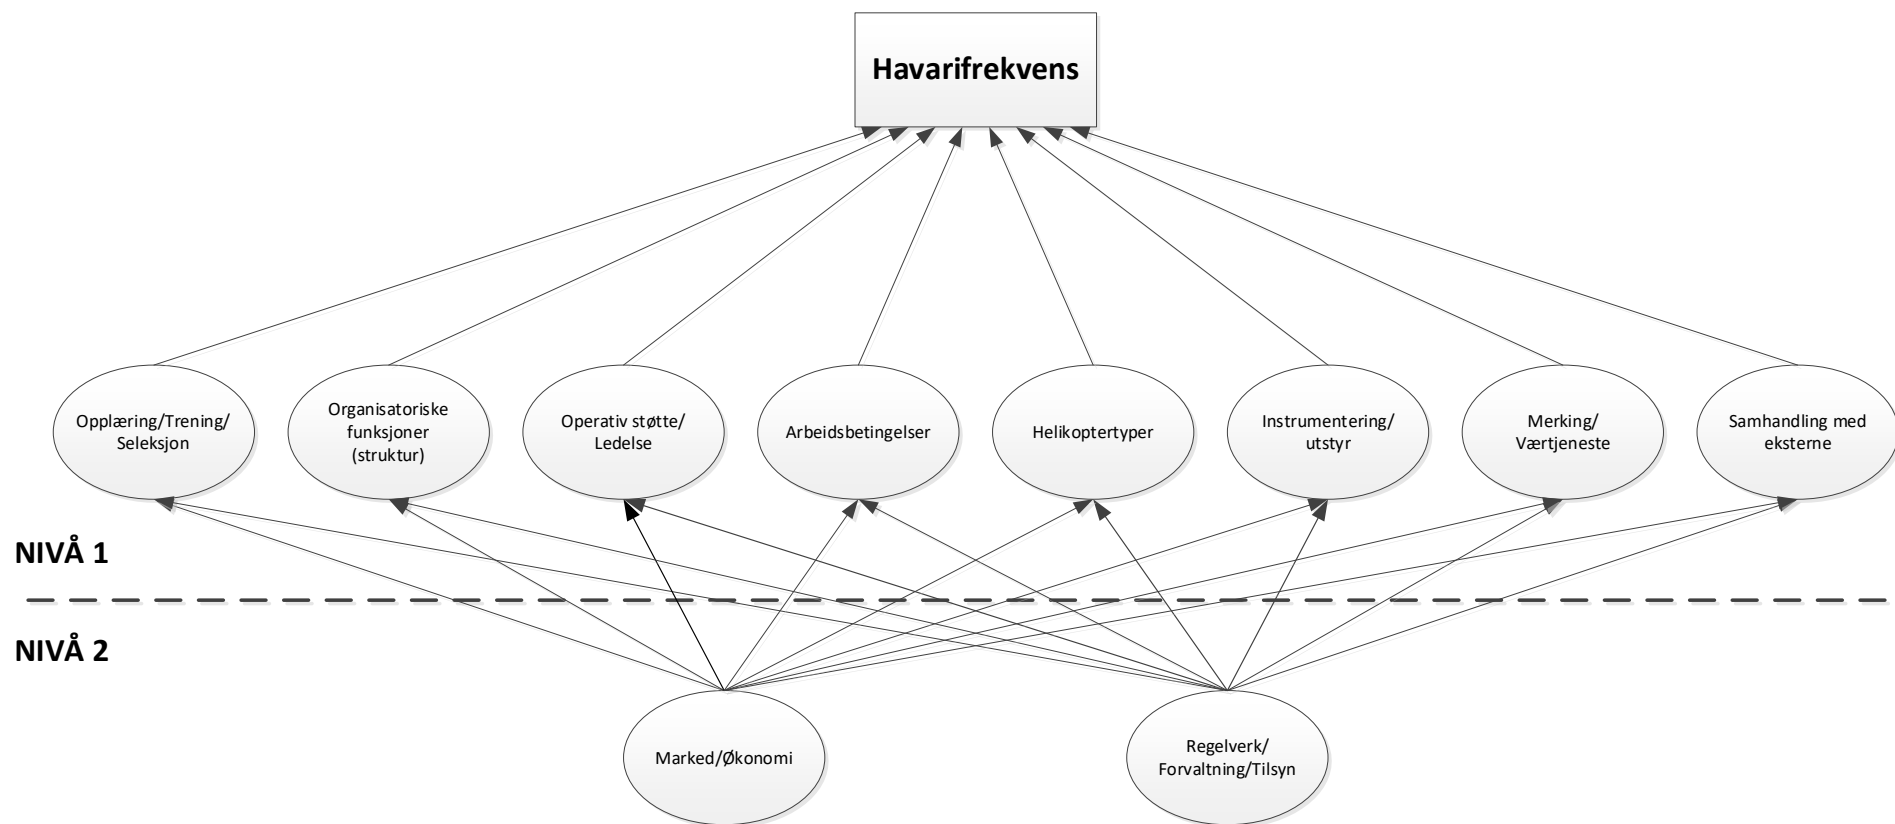 Havarifrekvens
Opplæring/Trening/
Seleksjon
Organisatoriske
funksjoner
(struktur)
Operativ støtte/
Ledelse
Arbeidsbetingelser
Helikoptertyper
Instrumentering/
utstyr
Merking/
Værtjeneste
Samhandling med
eksterne
NIVÅ 1
NIVÅ 2
Marked/Økonomi
Regelverk/
Forvaltning/Tilsyn